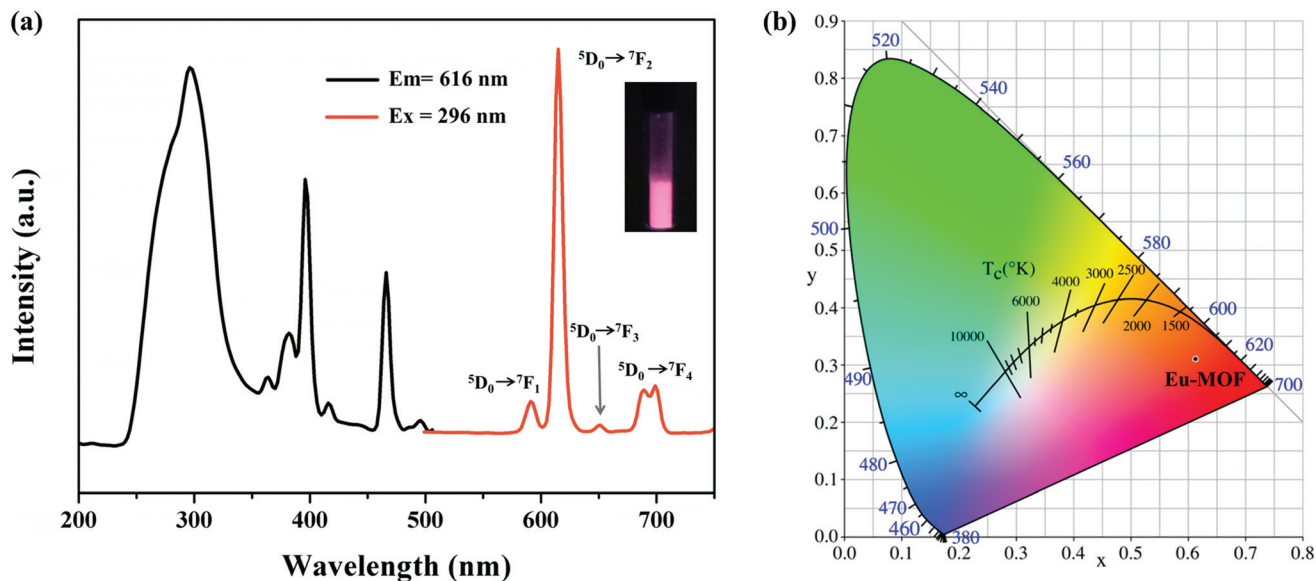 (a)
Em= 616 nm
Ex = 296 nm
⁵D₀→⁷F₂
⁵D₀→⁷F₁
⁵D₀→⁷F₃
⁵D₀→⁷F₄
Intensity (a.u.)
200 300 400 500 600 700
Wavelength (nm)
(b)
0.9
0.8
0.7
0.6
0.5
y
0.4
0.3
0.2
0.1
0.0
0.0 0.1 0.2 0.3 0.4 0.5 0.6 0.7 0.8
x
520
540
560
580
600
620
700
500
490
480
470
460
380
T_C(°K)
∞
10000
6000
4000
3000
2500
2000
1500
Eu-MOF